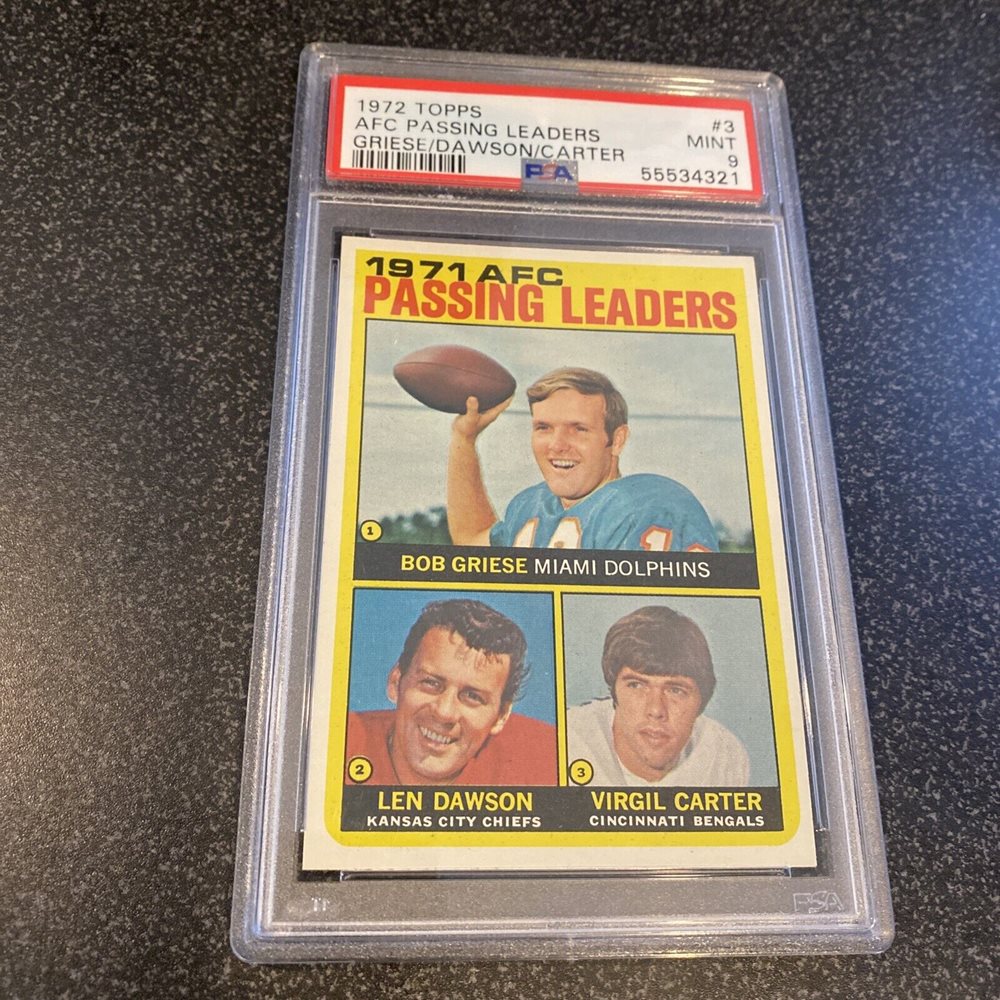 1972 TOPPS #3
AFC PASSING LEADERS MINT
GRIESE/DAWSON/CARTER 9
PSA 55534321
1971 AFC
PASSING LEADERS
1
BOB GRIESE MIAMI DOLPHINS
2
LEN DAWSON
KANSAS CITY CHIEFS
3
VIRGIL CARTER
CINCINNATI BENGALS
PSA